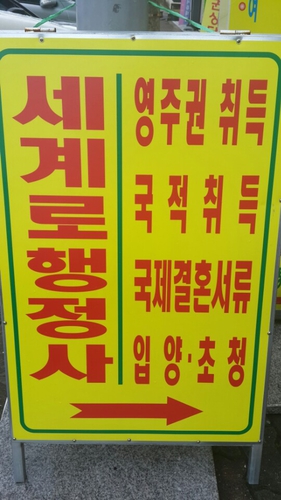 세계로행정사
영주권 취득
국적취득
국제결혼서류
입양·초청